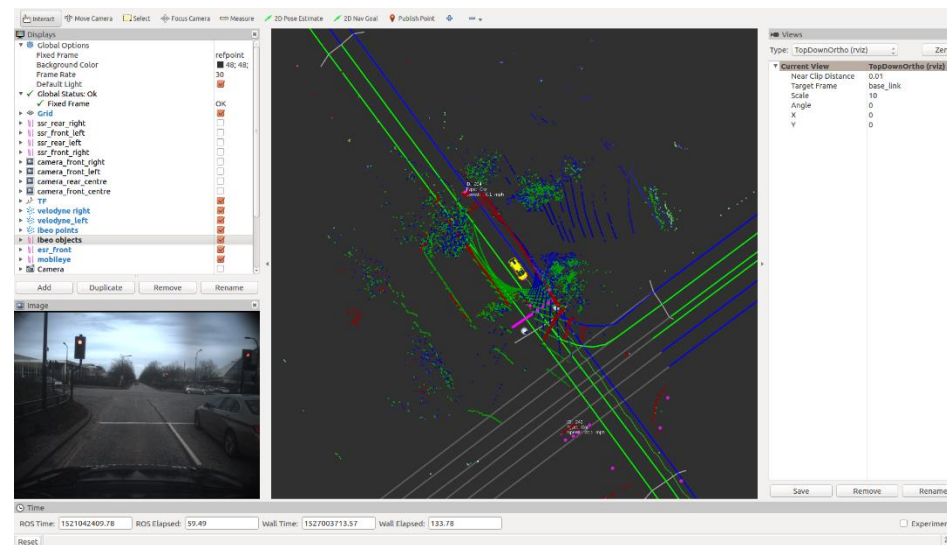 Interact Move Camera Select Focus Camera Measure 2D Pose Estimate 2D Nav Goal Publish Point
Displays
Global Options
Fixed Frame refpoint
Background Color 48; 48;
Frame Rate 30
Default Light
Global Status: Ok
Fixed Frame OK
Grid
ssr_rear_right
ssr_front_left
ssr_rear_left
ssr_front_right
camera_front_right
camera_front_left
camera_rear_centre
camera_front_centre
TF
velodyne right
velodyne_left
Ibeo points
Ibeo objects
esr_front
mobileye
Camera
Add Duplicate Remove Rename
Image
Views
Type: TopDownOrtho (rviz) Zer
Current View TopDownOrtho (rviz)
Near Clip Distance 0.01
Target Frame base_link
Scale 10
Angle 0
X 0
Y 0
Save Remove Rename
Time
ROS Time: 1521042409.78 ROS Elapsed: 59.49 Wall Time: 1527003713.57 Wall Elapsed: 133.78 Experimen
Reset